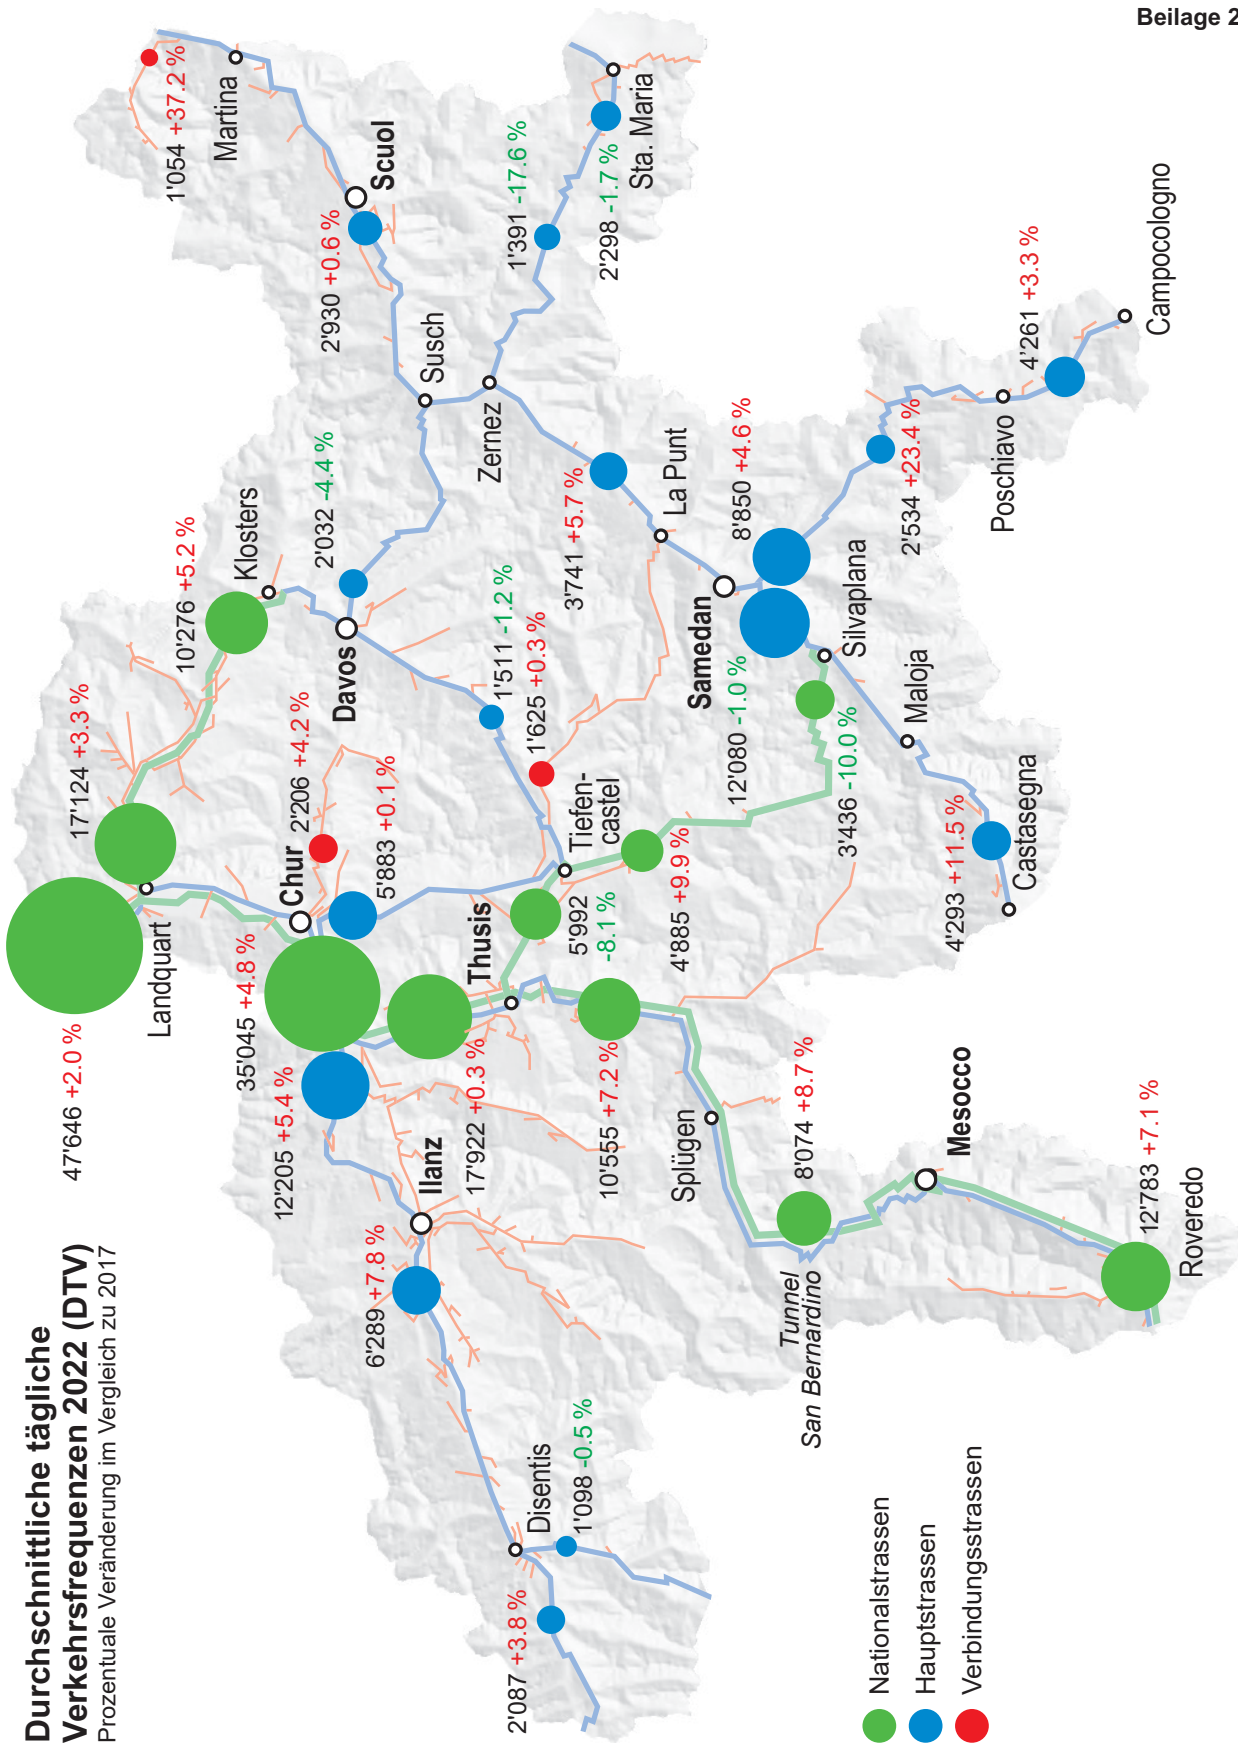 Beilage 2
Durchschnittliche tägliche
Verkehrsfrequenzen 2022 (DTV)
Prozentuale Veränderung im Vergleich zu 2017
47'646 +2.0 %
17'124 +3.3 %
Landquart
10'276 +5.2 %
Klosters
35'045 +4.8 %
Chur
2'206 +4.2 %
5'883 +0.1 %
12'205 +5.4 %
Davos
2'032 -4.4 %
Susch
2'930 +0.6 %
Scuol
Martina
1'054 +37.2 %
6'289 +7.8 %
Ilanz
17'922 +0.3 %
Thusis
1'511 -1.2 %
1'625 +0.3 %
Tiefen-
castel
5'992
-8.1 %
4'885 +9.9 %
10'555 +7.2 %
Zernez
1'391 -17.6 %
2'298 -1.7 %
Sta. Maria
3'741 +5.7 %
La Punt
Samedan
8'850 +4.6 %
12'080 -1.0 %
Silvaplana
3'436 -10.0 %
Maloja
4'293 +11.5 %
Castasegna
2'534 +23.4 %
Poschiavo
4'261 +3.3 %
Campocologno
Disentis
1'098 -0.5 %
2'087 +3.8 %
Splügen
Tunnel
San Bernardino
8'074 +8.7 %
Mesocco
12'783 +7.1 %
Roveredo
Nationalstrassen
Hauptstrassen
Verbindungsstrassen